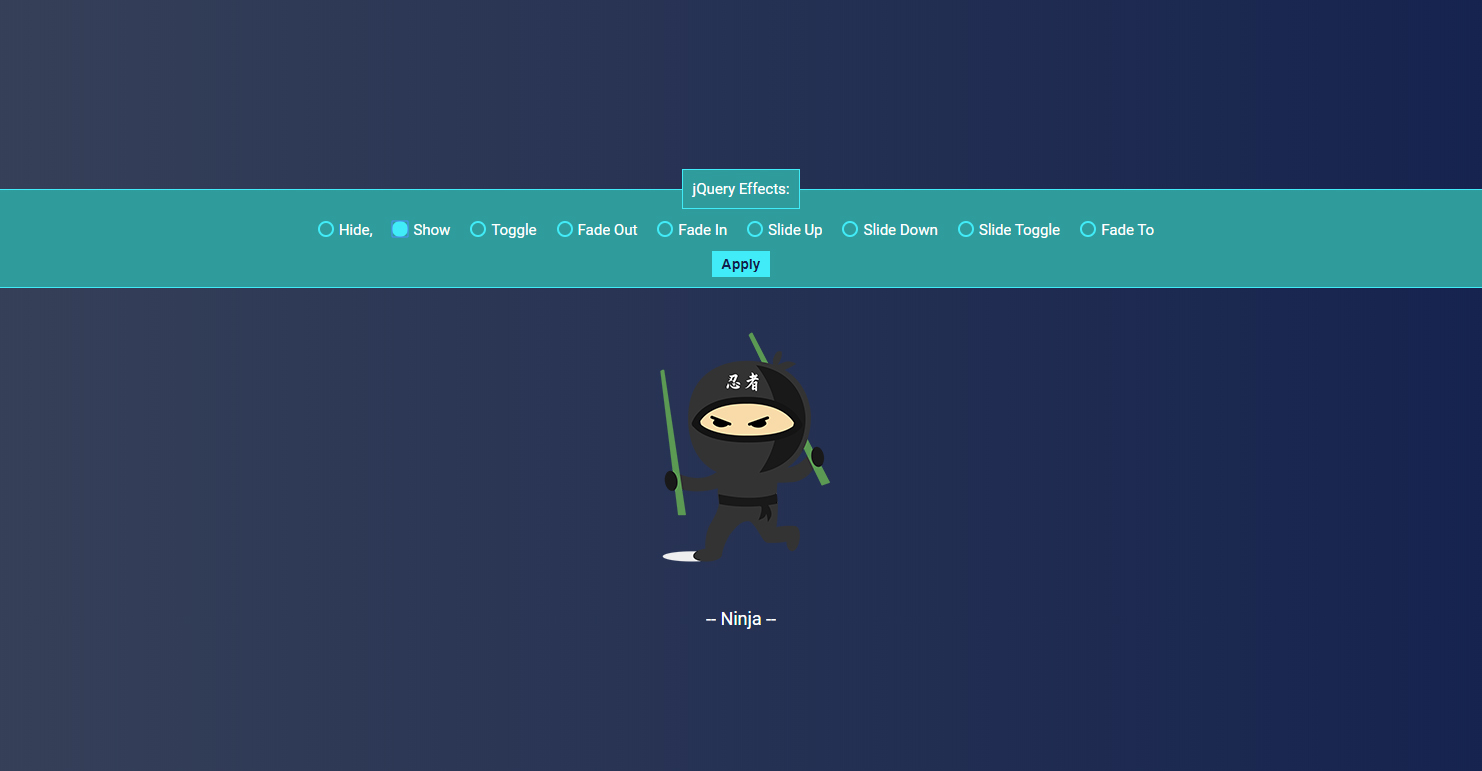 jQuery Effects:
Hide, Show Toggle Fade Out Fade In Slide Up Slide Down Slide Toggle Fade To
Apply
忍者
-- Ninja --